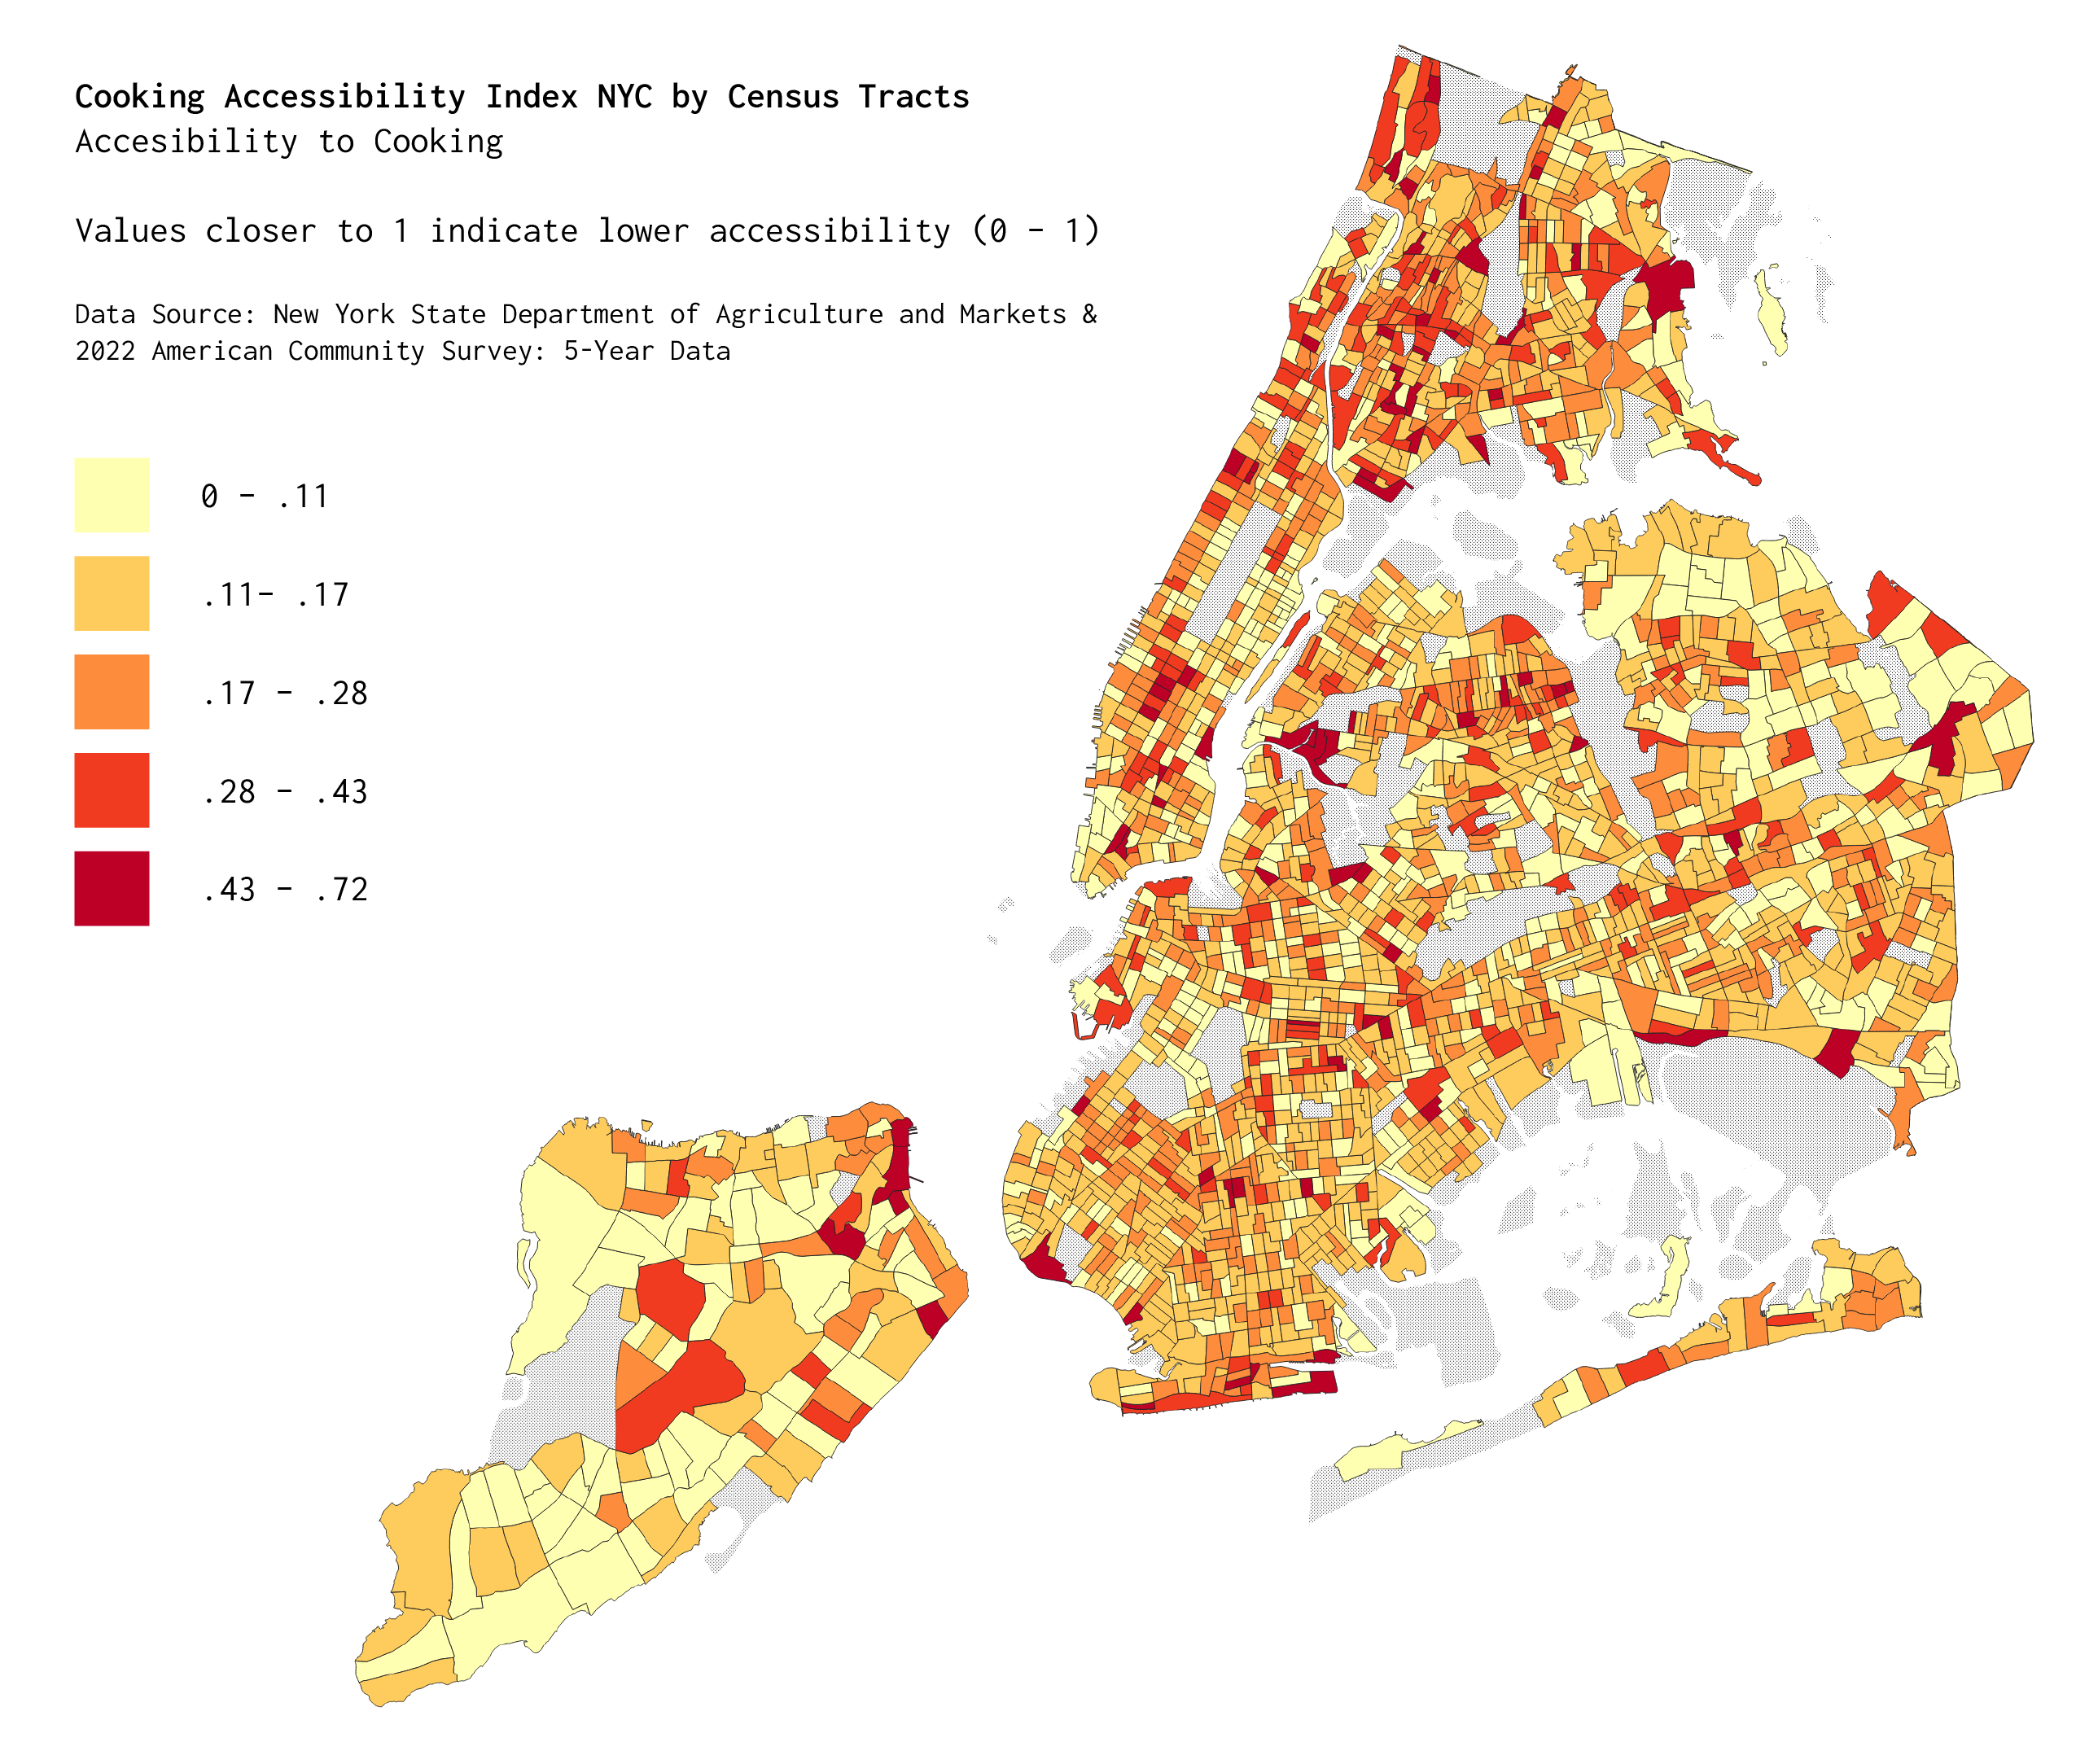 Cooking Accessibility Index NYC by Census Tracts
Accesibility to Cooking
Values closer to 1 indicate lower accessibility (0 - 1)
Data Source: New York State Department of Agriculture and Markets &
2022 American Community Survey: 5-Year Data
0 - .11
.11- .17
.17 - .28
.28 - .43
.43 - .72